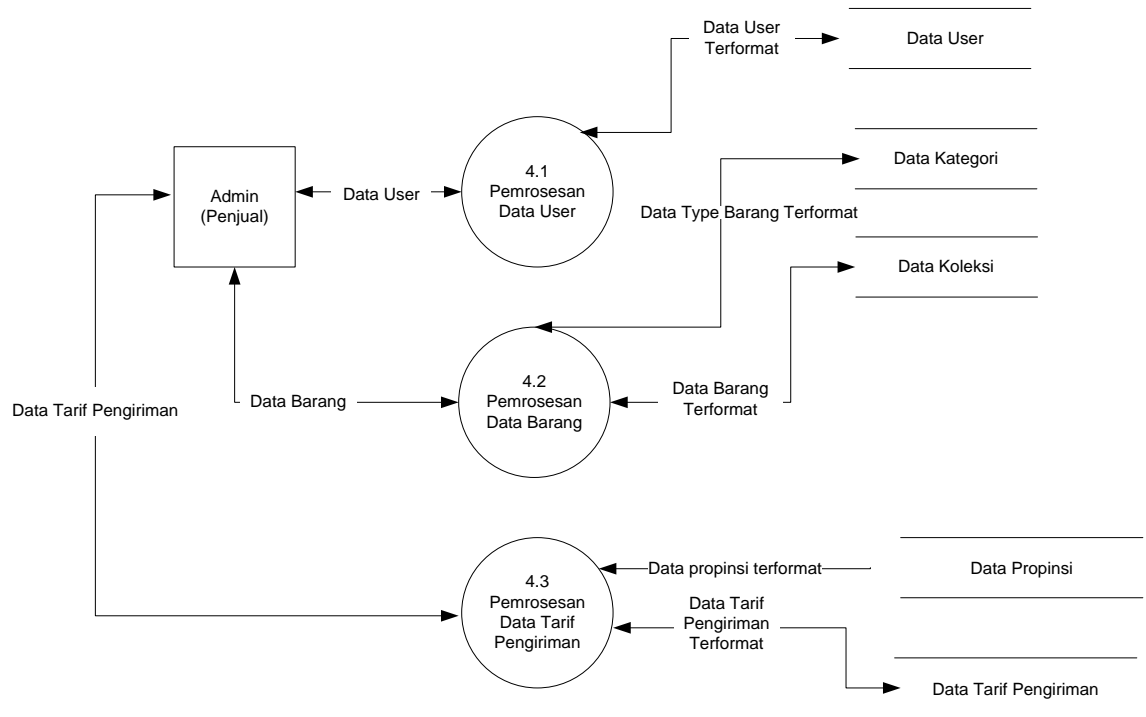 Data User
Terformat
Data User
4.1
Pemrosesan
Data User
Data Kategori
Admin
(Penjual)
Data User
Data Type Barang Terformat
Data Koleksi
4.2
Pemrosesan
Data Barang
Data Barang
Data Barang
Terformat
Data Tarif Pengiriman
4.3
Pemrosesan
Data Tarif
Pengiriman
Data propinsi terformat
Data Propinsi
Data Tarif
Pengiriman
Terformat
Data Tarif Pengiriman